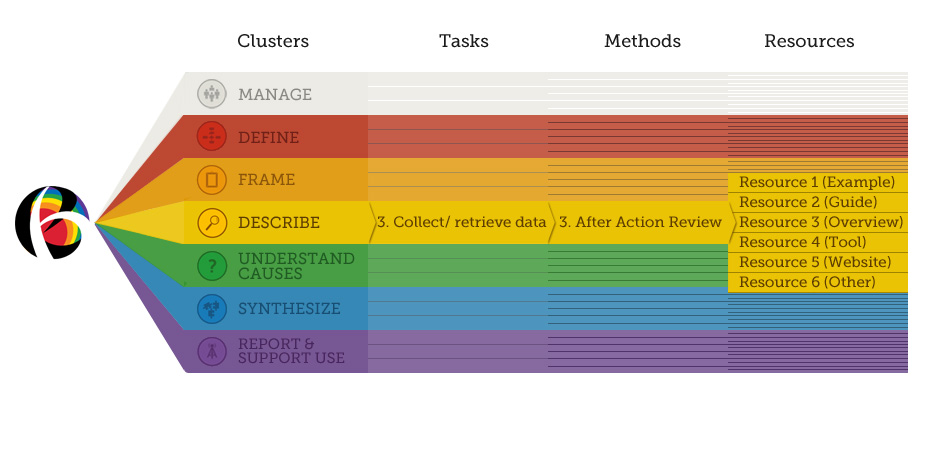 Clusters Tasks Methods Resources
MANAGE
DEFINE
FRAME
DESCRIBE
3. Collect/ retrieve data
3. After Action Review
Resource 1 (Example)
Resource 2 (Guide)
Resource 3 (Overview)
Resource 4 (Tool)
Resource 5 (Website)
Resource 6 (Other)
?
UNDERSTAND
CAUSES
SYNTHESIZE
REPORT &
SUPPORT USE